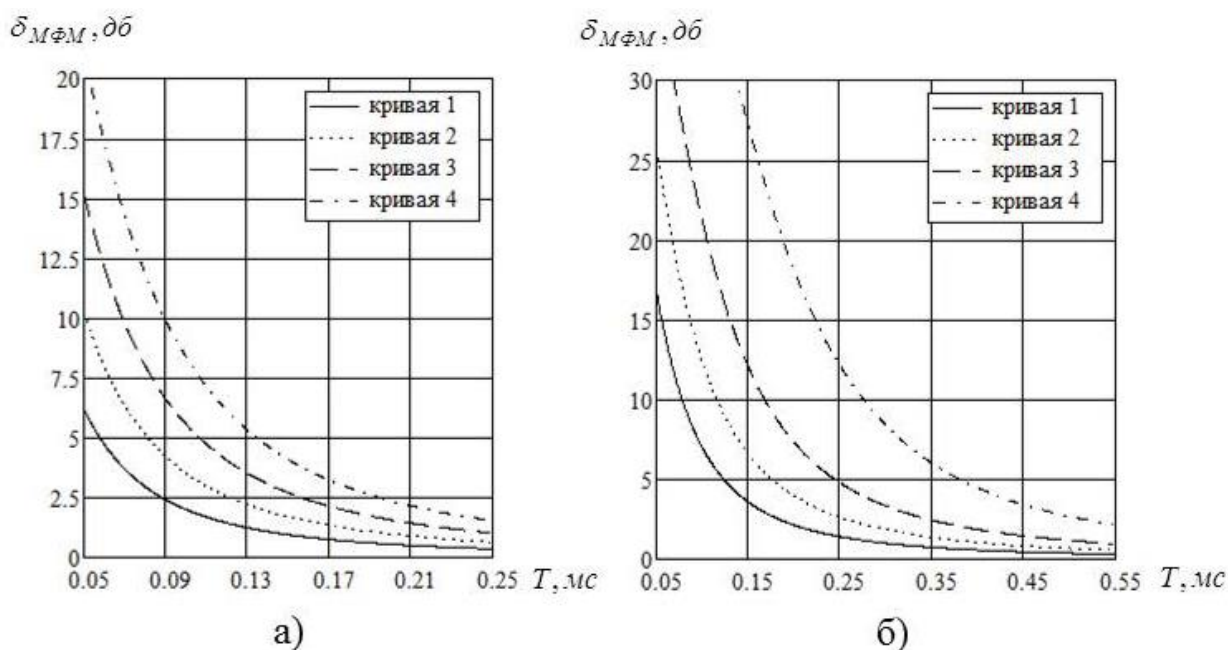 δМФМ, дб
20
17.5
15
12.5
10
7.5
5
2.5
0
0.05 0.09 0.13 0.17 0.21 0.25 T, мс
кривая 1
кривая 2
кривая 3
кривая 4
а)
δМФМ, дб
30
25
20
15
10
5
0
0.05 0.15 0.25 0.35 0.45 0.55 T, мс
кривая 1
кривая 2
кривая 3
кривая 4
б)